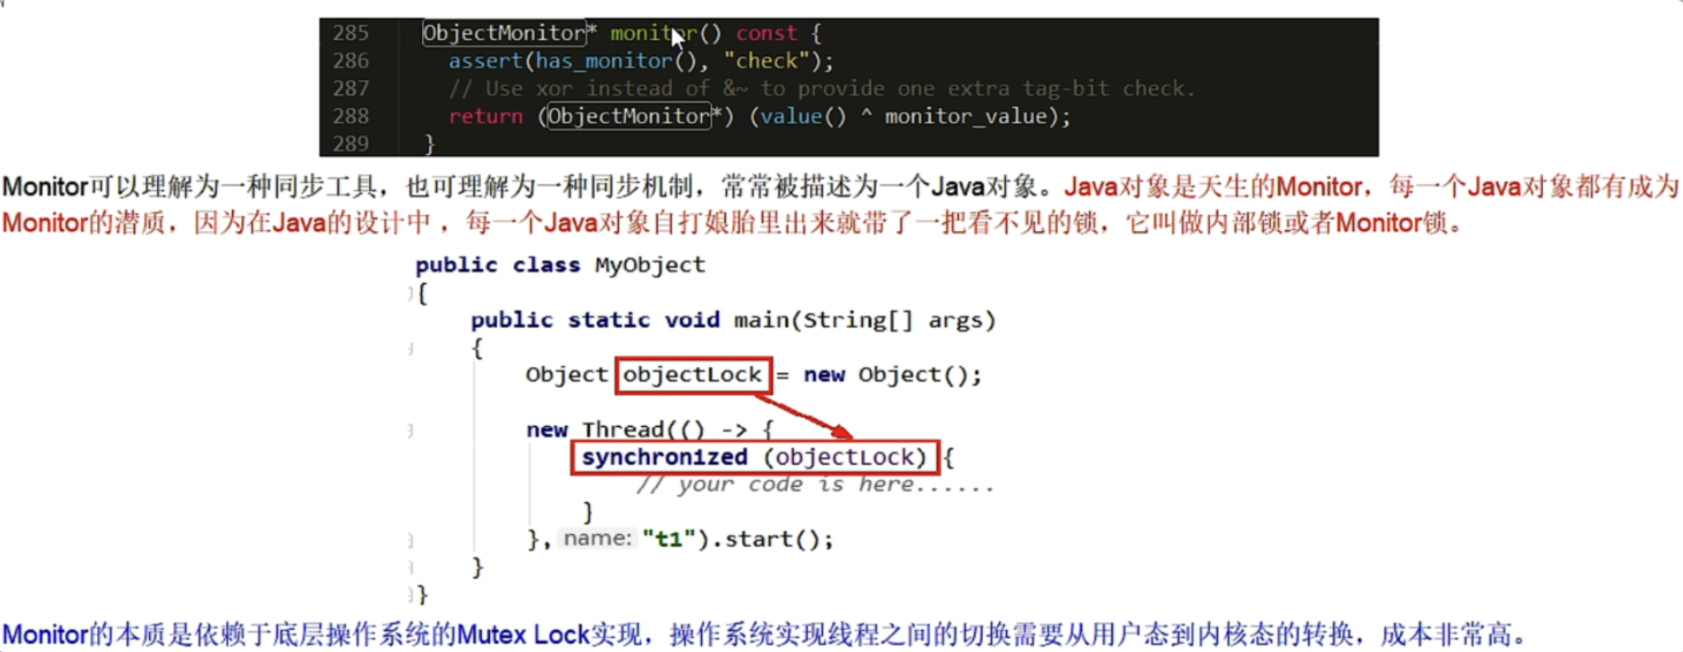 285 ObjectMonitor* monitor() const {
286 assert(has_monitor(), "check");
287 // Use xor instead of &~ to provide one extra tag-bit check.
288 return (ObjectMonitor*) (value() ^ monitor_value);
289 }
Monitor可以理解为一种同步工具，也可理解为一种同步机制，常常被描述为一个Java对象。Java对象是天生的Monitor，每一个Java对象都有成为
Monitor的潜质，因为在Java的设计中 ，每一个Java对象自打娘胎里出来就带了一把看不见的锁，它叫做内部锁或者Monitor锁。
public class MyObject
{
public static void main(String[] args)
{
Object objectLock = new Object();
new Thread(() -> {
synchronized (objectLock) {
// your code is here......
}
}, name: "t1").start();
}
}
Monitor的本质是依赖于底层操作系统的Mutex Lock实现，操作系统实现线程之间的切换需要从用户态到内核态的转换，成本非常高。